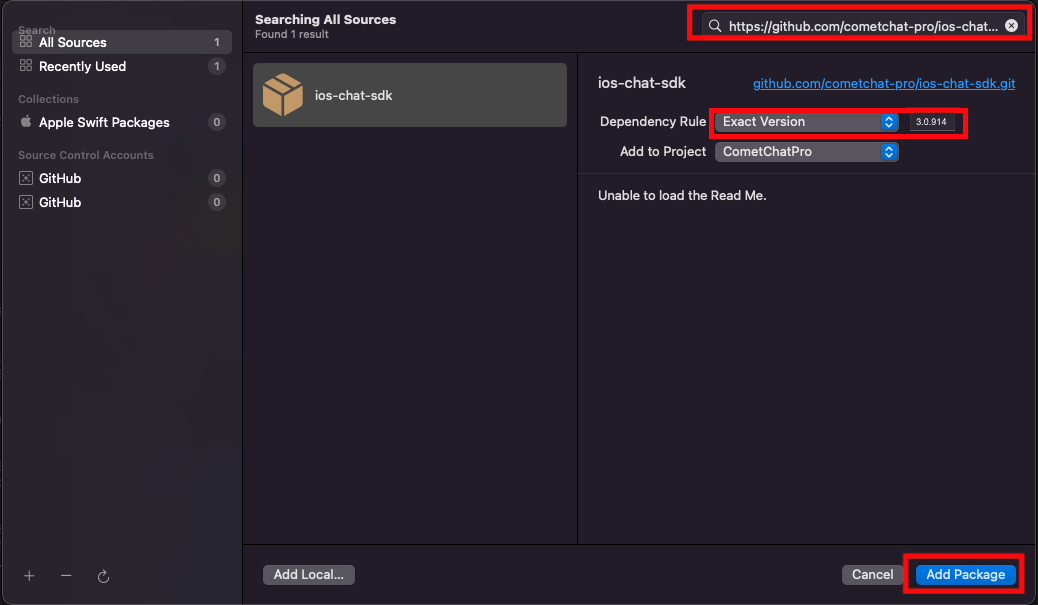 Search
All Sources 1
Recently Used 1
Collections
Apple Swift Packages 0
Source Control Accounts
GitHub 0
GitHub 0
Searching All Sources
Found 1 result
https://github.com/cometchat-pro/ios-chat...
ios-chat-sdk
ios-chat-sdk github.com/cometchat-pro/ios-chat-sdk.git
Dependency Rule Exact Version 3.0.914
Add to Project CometChatPro
Unable to load the Read Me.
Add Local... Cancel Add Package